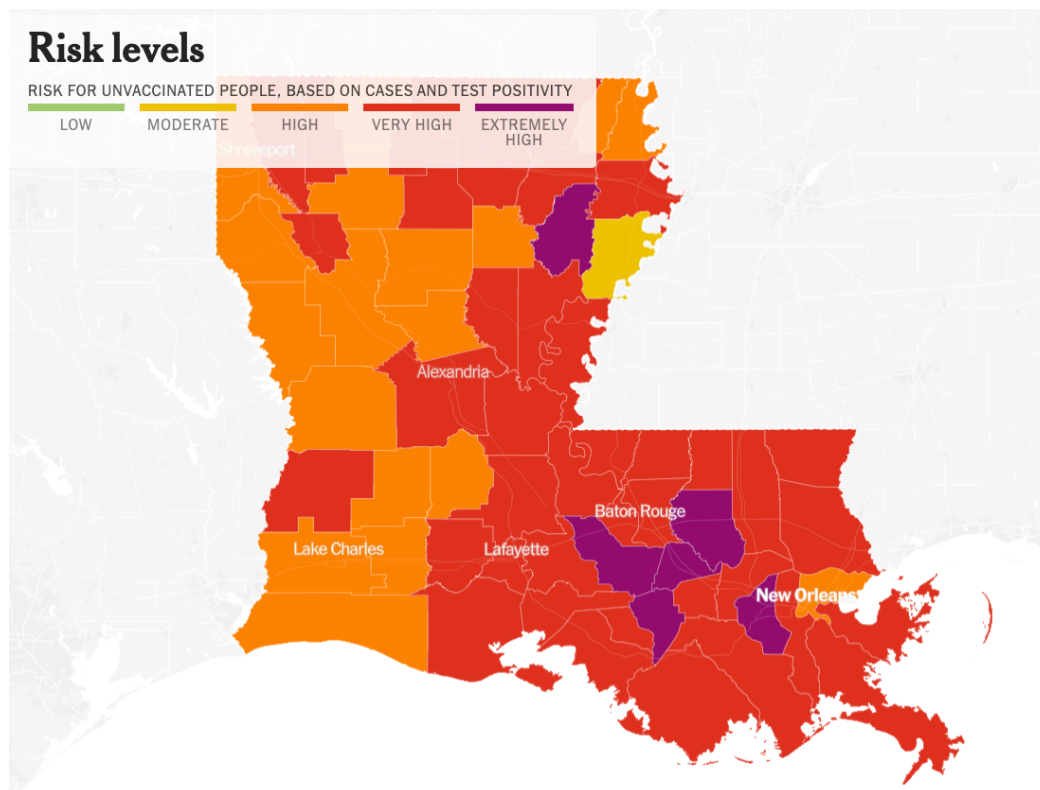 Risk levels
RISK FOR UNVACCINATED PEOPLE, BASED ON CASES AND TEST POSITIVITY
LOW MODERATE HIGH VERY HIGH EXTREMELY HIGH
Shreveport
Alexandria
Baton Rouge
Lake Charles Lafayette
New Orleans